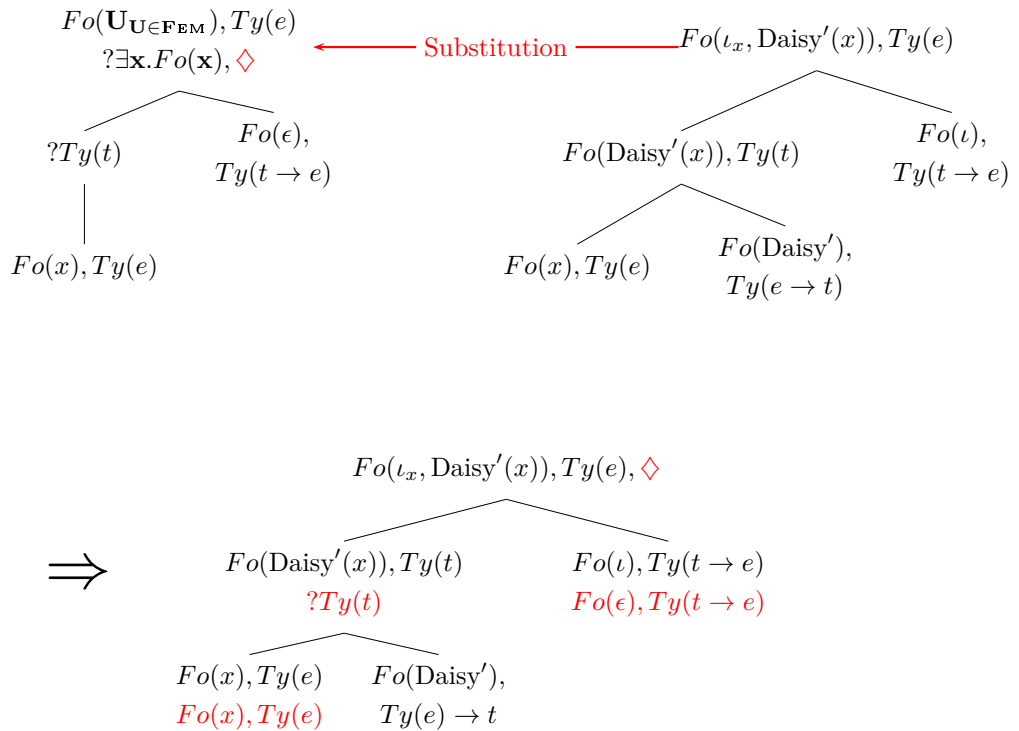 Fo(U_{U∈FEM}), Ty(e)
?∃x.Fo(x), ♢
?Ty(t)
Fo(ϵ),
Ty(t → e)
Fo(x), Ty(e)
Substitution
Fo(ι_x, Daisy′(x)), Ty(e)
Fo(Daisy′(x)), Ty(t)
Fo(ι),
Ty(t → e)
Fo(x), Ty(e)
Fo(Daisy′),
Ty(e → t)
⇒
Fo(ι_x, Daisy′(x)), Ty(e), ♢
Fo(Daisy′(x)), Ty(t)
?Ty(t)
Fo(ι), Ty(t → e)
Fo(ϵ), Ty(t → e)
Fo(x), Ty(e)
Fo(x), Ty(e)
Fo(Daisy′),
Ty(e) → t